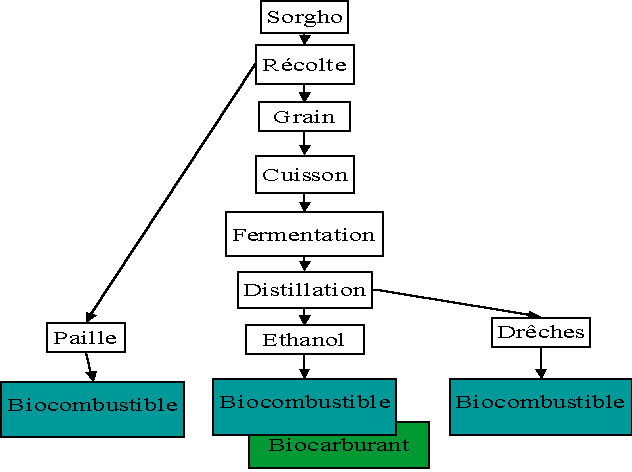 Sorgho
Récolte
Grain
Cuisson
Fermentation
Distillation
Paille
Ethanol
Drêches
Biocombustible
Biocombustible
Biocombustible
Biocarburant